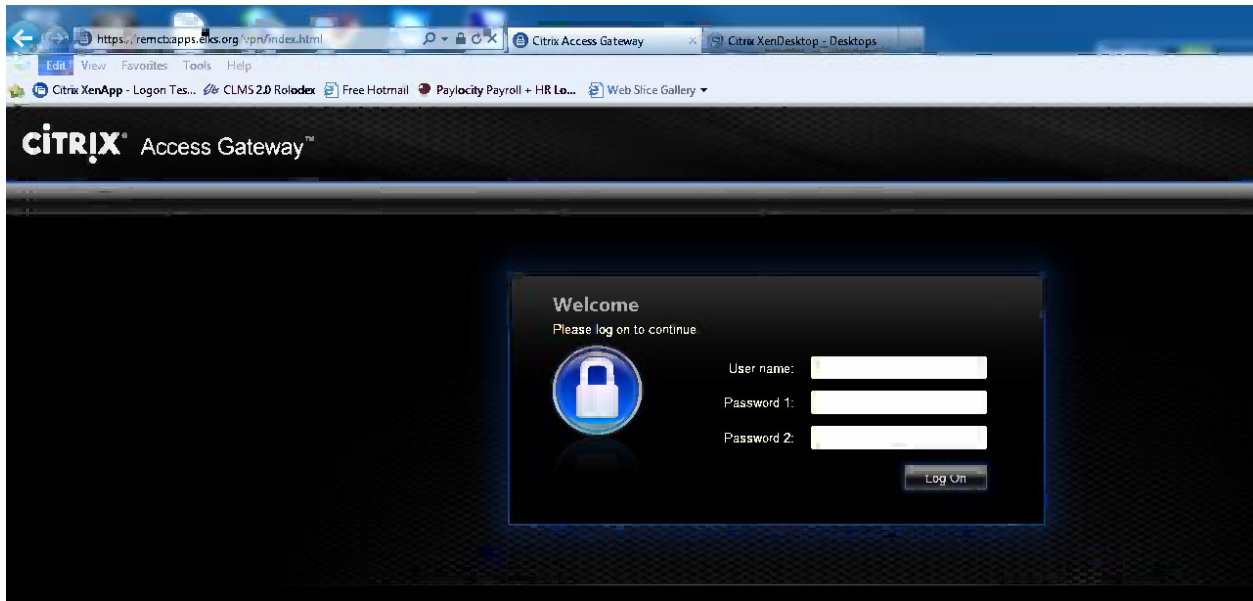 https://remctxapps.elks.org/vpn/index.html Citrix Access Gateway Citrix XenDesktop - Desktops
Edit View Favorites Tools Help
Citrix XenApp - Logon Tes... CLMS 2.0 Rolodex Free Hotmail Paylocity Payroll + HR Lo... Web Slice Gallery
CİTRIX Access Gateway™
Welcome
Please log on to continue.
User name:
Password 1:
Password 2:
Log On